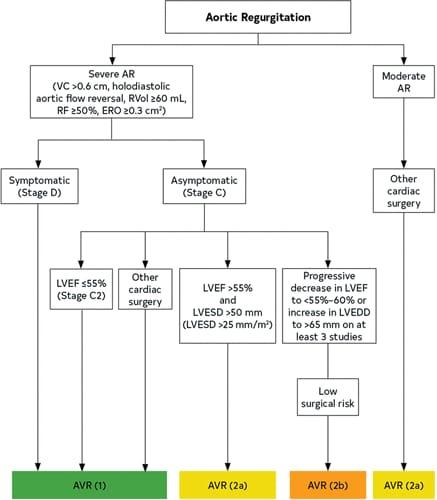 Aortic Regurgitation
Severe AR
(VC >0.6 cm, holodiastolic
aortic flow reversal, RVol ≥60 mL,
RF ≥50%, ERO ≥0.3 cm²)
Moderate
AR
Symptomatic
(Stage D)
Asymptomatic
(Stage C)
Other
cardiac
surgery
LVEF ≤55%
(Stage C2)
Other
cardiac
surgery
LVEF >55%
and
LVESD >50 mm
(LVESD >25 mm/m²)
Progressive
decrease in LVEF
to <55%–60% or
increase in LVEDD
to >65 mm on at
least 3 studies
Low
surgical risk
AVR (1)
AVR (2a)
AVR (2b)
AVR (2a)